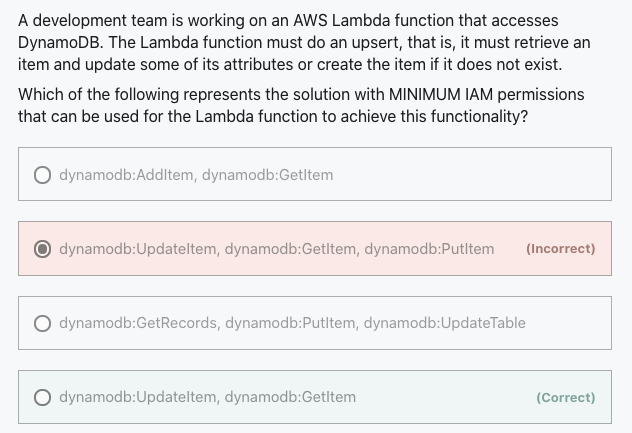 A development team is working on an AWS Lambda function that accesses
DynamoDB. The Lambda function must do an upsert, that is, it must retrieve an
item and update some of its attributes or create the item if it does not exist.
Which of the following represents the solution with MINIMUM IAM permissions
that can be used for the Lambda function to achieve this functionality?
dynamodb:AddItem, dynamodb:GetItem
dynamodb:UpdateItem, dynamodb:GetItem, dynamodb:PutItem (Incorrect)
dynamodb:GetRecords, dynamodb:PutItem, dynamodb:UpdateTable
dynamodb:UpdateItem, dynamodb:GetItem (Correct)